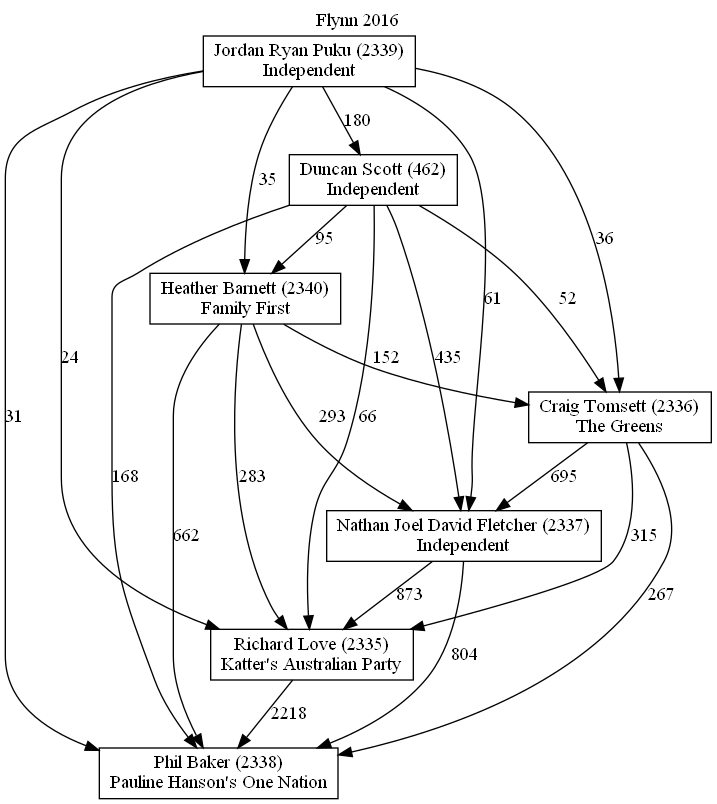 Flynn 2016
Jordan Ryan Puku (2339)
Independent
180
Duncan Scott (462)
Independent
35
95
36
Heather Barnett (2340)
Family First
61
52
24
152
435
31
293
66
Craig Tomsett (2336)
The Greens
168
283
695
662
Nathan Joel David Fletcher (2337)
Independent
315
873
267
Richard Love (2335)
Katter's Australian Party
804
2218
Phil Baker (2338)
Pauline Hanson's One Nation